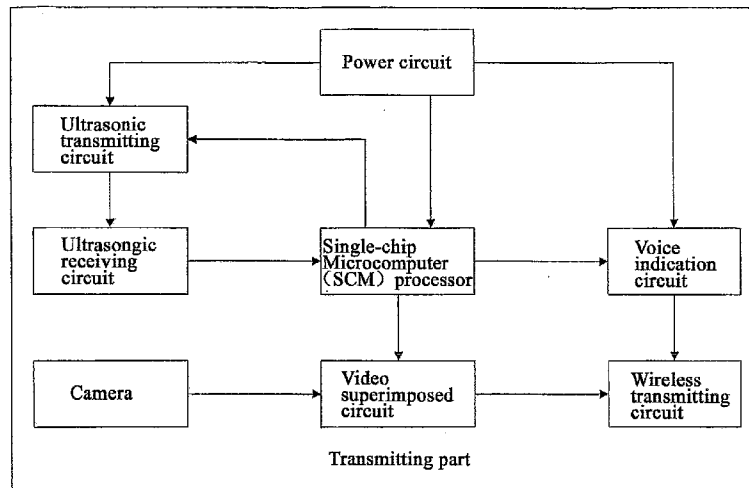 Power circuit
Ultrasonic
transmitting
circuit
Ultrasongic
receiving
circuit
Single-chip
Microcomputer
(SCM) processor
Voice
indication
circuit
Camera
Video
superimposed
circuit
Wireless
transmitting
circuit
Transmitting part